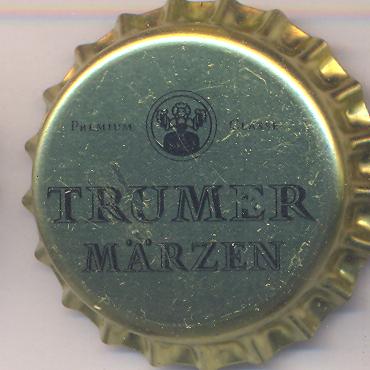 PREMIUM CLASSE
TRUMER
MÄRZEN